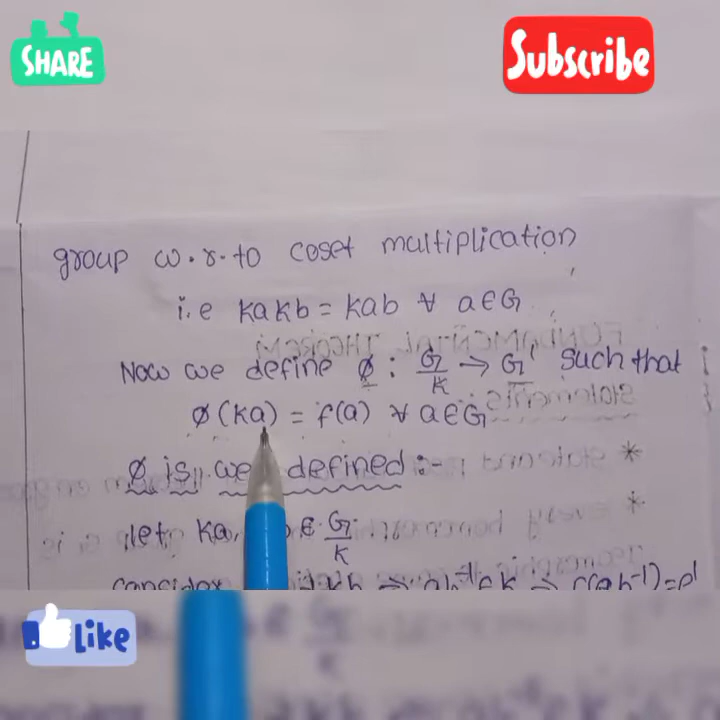 SHARE
Subscribe
group w.r.to coset multiplication
i.e kakb = kab ∀ a∈G
Now we define ø : G/K → G' such that
ø(ka) = f(a) ∀ a∈G
ø is defined :-
let ka, ∈ G/K
consider
like